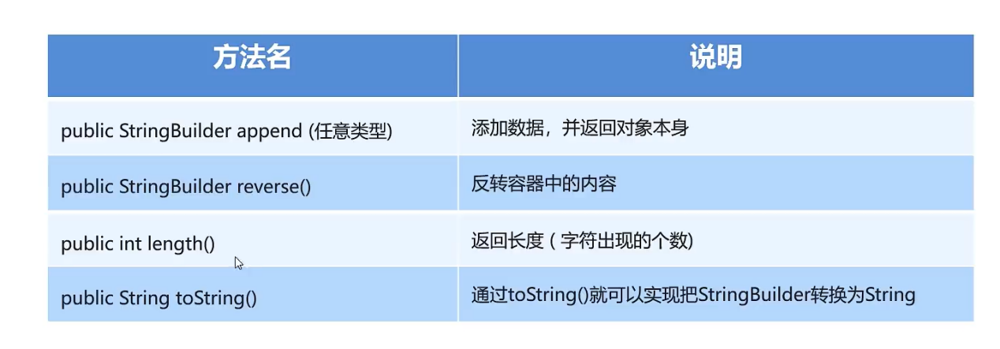 方法名
说明
public StringBuilder append (任意类型)
添加数据，并返回对象本身
public StringBuilder reverse()
反转容器中的内容
public int length()
返回长度 ( 字符出现的个数)
public String toString()
通过toString()就可以实现把StringBuilder转换为String